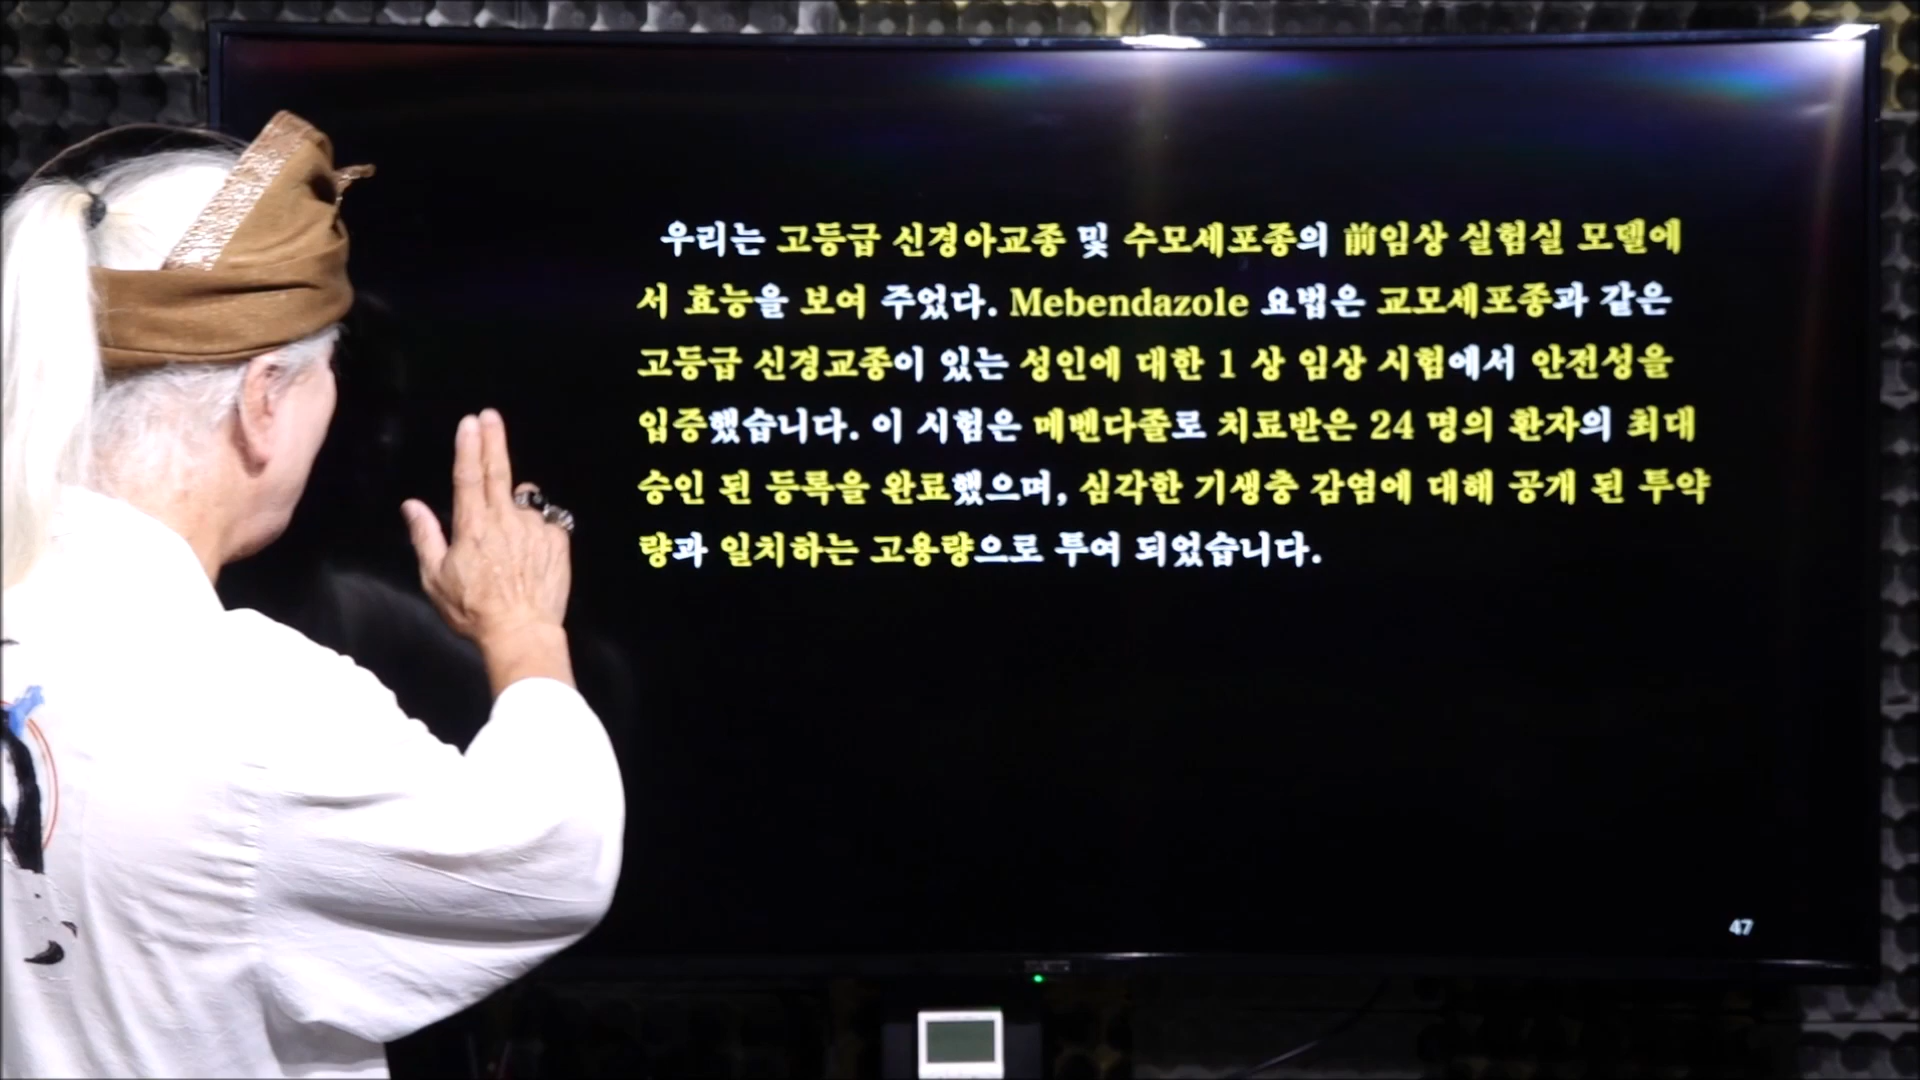 우리는 고등급 신경아교종 및 수모세포종의 前임상 실험실 모델에
서 효능을 보여 주었다. Mebendazole 요법은 교모세포종과 같은
고등급 신경교종이 있는 성인에 대한 1 상 임상 시험에서 안전성을
입증했습니다. 이 시험은 메벤다졸로 치료받은 24 명의 환자의 최대
승인 된 등록을 완료했으며, 심각한 기생충 감염에 대해 공개 된 투약
량과 일치하는 고용량으로 투여 되었습니다.
47